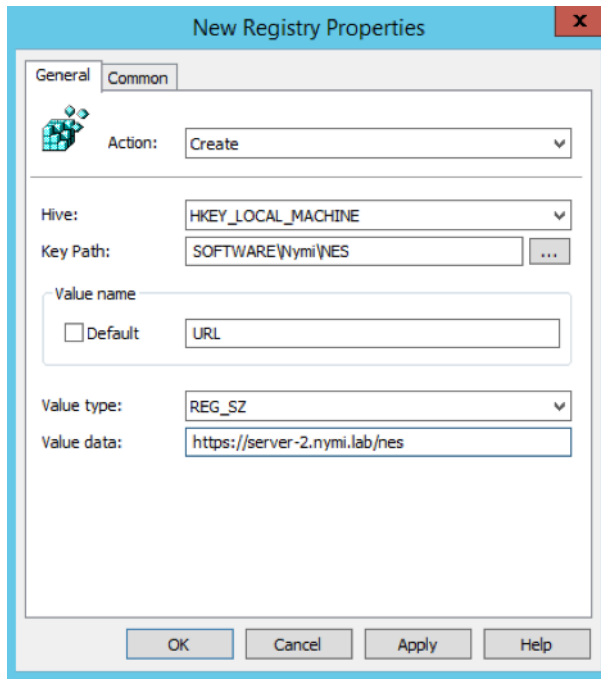 New Registry Properties
x
General Common
Action: Create
Hive: HKEY_LOCAL_MACHINE
Key Path: SOFTWARE\Nymi\NES ...
Value name
Default URL
Value type: REG_SZ
Value data: https://server-2.nymi.lab/nes
OK Cancel Apply Help